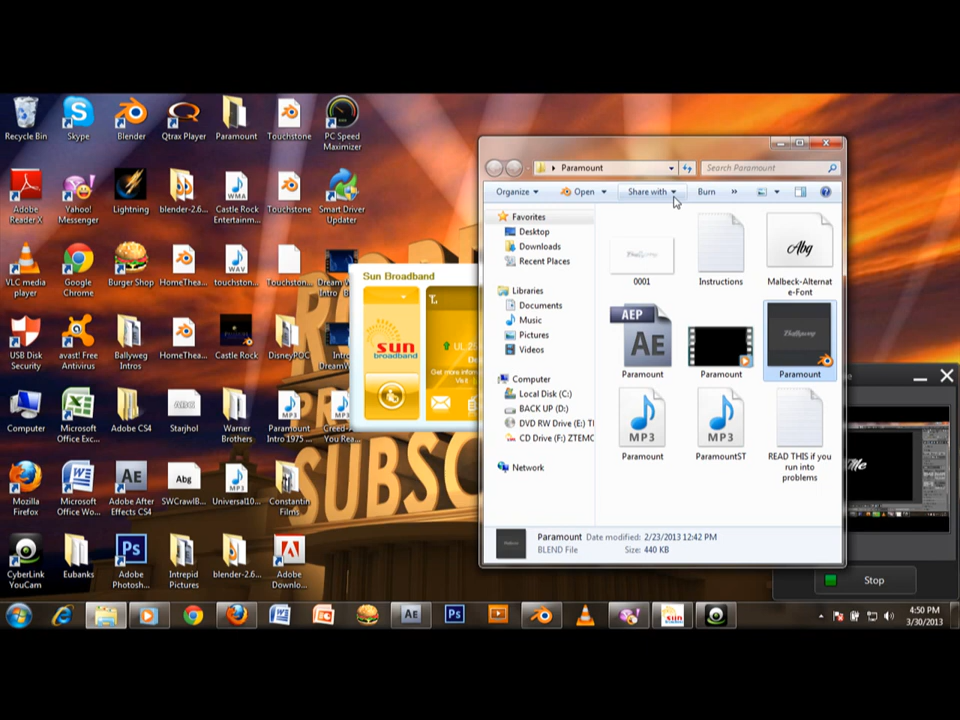 Recycle Bin
Skype
Blender
Qtrax Player
Paramount
Touchstone
PC Speed
Maximizer
Adobe
Reader X
Yahoo!
Messenger
Lightning
blender-2.6...
Castle Rock
Entertainm...
Touchstone
Smart Driver
Updater
VLC media
player
Google
Chrome
Burger Shop
HomeThea...
touchston...
Touchston...
USB Disk
Security
avast! Free
Antivirus
Ballyweg
Intros
HomeThe...
Castle Rock
DisneyPOC
Computer
Microsoft
Office Exc...
Adobe CS4
Starjhol
Warner
Brothers
Paramount
Intro 1975 ...
Mozilla
Firefox
Microsoft
Office Wo...
Adobe After
Effects CS4
SWCrawlB...
Universal10...
Constantin
Films
CyberLink
YouCam
Eubanks
Adobe
Photosh...
Intrepid
Pictures
blender-2.6...
Adobe
Downlo...
Sun Broadband
sun
broadband
SUBSC
Paramount
Search Paramount
Organize
Open
Share with
Burn
»
Favorites
Desktop
Downloads
Recent Places
Libraries
Documents
Music
Pictures
Videos
Computer
Local Disk (C:)
BACK UP (D:)
DVD RW Drive (E:) T
CD Drive (F:) ZTEMC
Network
0001
Instructions
Abg
Malbeck-Alternat
e-Font
AEP
AE
Paramount
Paramount
Paramount
MP3
Paramount
MP3
ParamountST
READ THIS if you
run into
problems
Paramount
Date modified: 2/23/2013 12:42 PM
BLEND File
Size: 440 KB
Stop
4:50 PM
3/30/2013